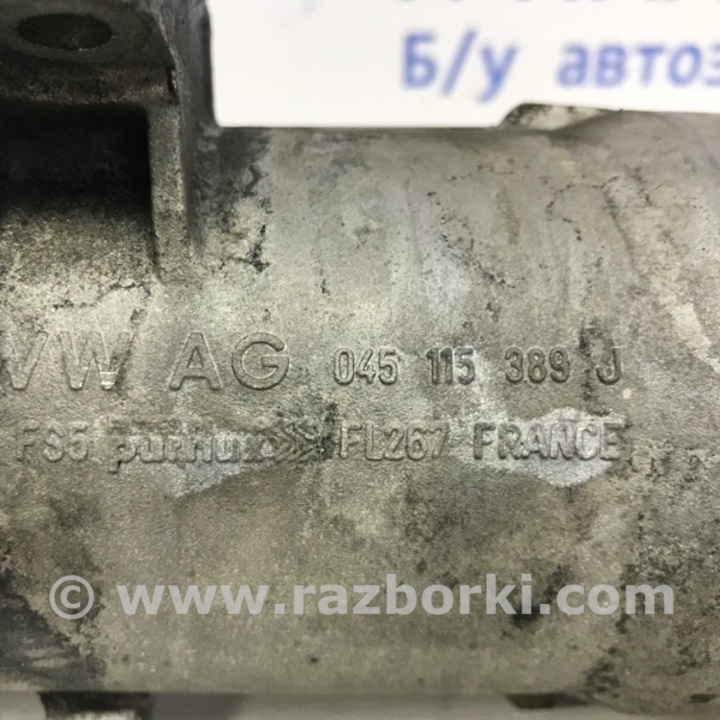 Б/у автоз
VW AG 045 115 389 J
FS5 purflux FL267 FRANCE
© www.razborki.com